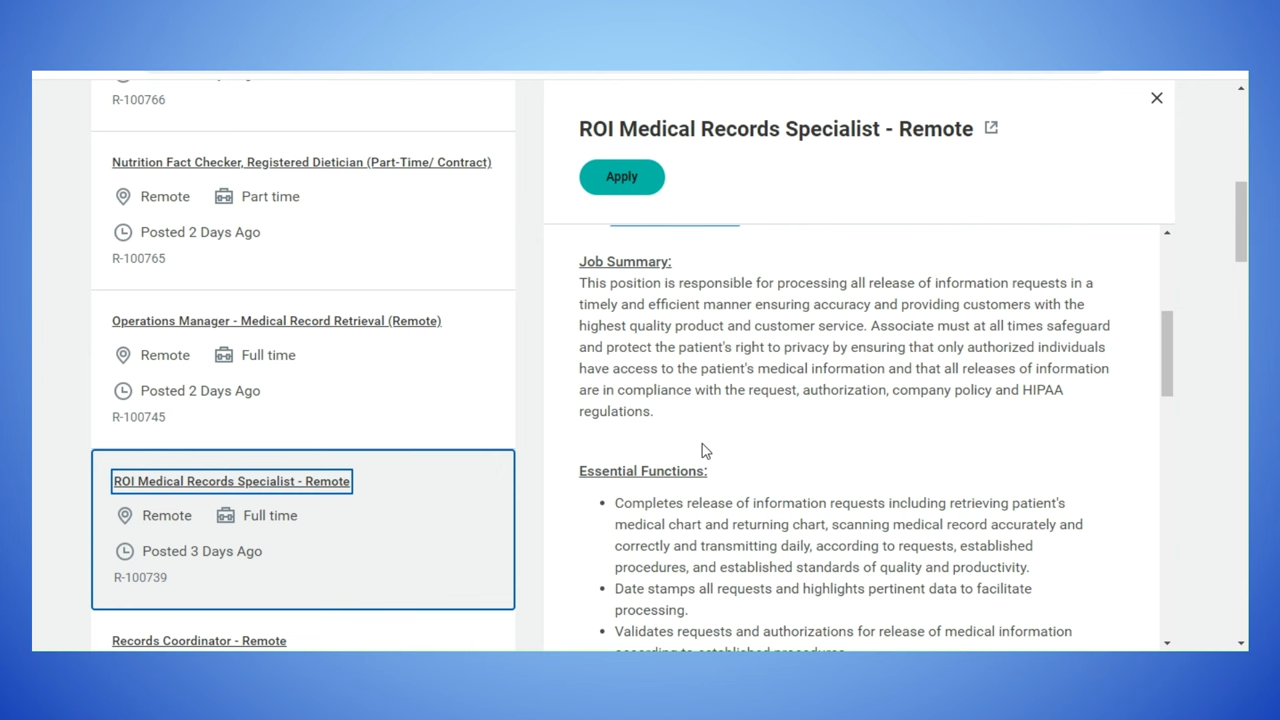 R-100766
Nutrition Fact Checker, Registered Dietician (Part-Time/ Contract)
Remote Part time
Posted 2 Days Ago
R-100765
Operations Manager - Medical Record Retrieval (Remote)
Remote Full time
Posted 2 Days Ago
R-100745
ROI Medical Records Specialist - Remote
Remote Full time
Posted 3 Days Ago
R-100739
Records Coordinator - Remote
ROI Medical Records Specialist - Remote
Apply
Job Summary:
This position is responsible for processing all release of information requests in a
timely and efficient manner ensuring accuracy and providing customers with the
highest quality product and customer service. Associate must at all times safeguard
and protect the patient's right to privacy by ensuring that only authorized individuals
have access to the patient's medical information and that all releases of information
are in compliance with the request, authorization, company policy and HIPAA
regulations.
Essential Functions:
• Completes release of information requests including retrieving patient's
medical chart and returning chart, scanning medical record accurately and
correctly and transmitting daily, according to requests, established
procedures, and established standards of quality and productivity.
• Date stamps all requests and highlights pertinent data to facilitate
processing.
• Validates requests and authorizations for release of medical information
according to established procedures.